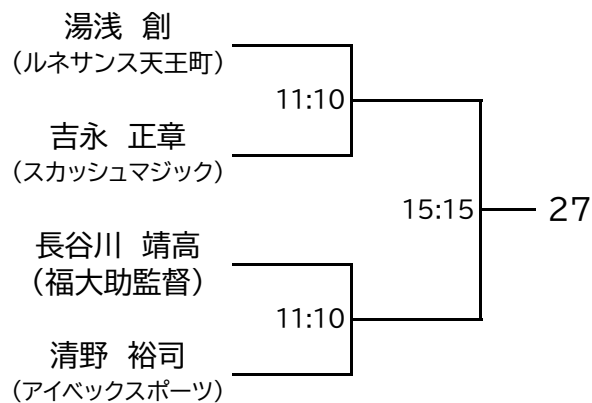 湯浅 創
(ルネサンス天王町)
11:10
吉永 正章
(スカッシュマジック)
15:15
27
長谷川 靖高
(福大助監督)
11:10
清野 裕司
(アイベックスポーツ)